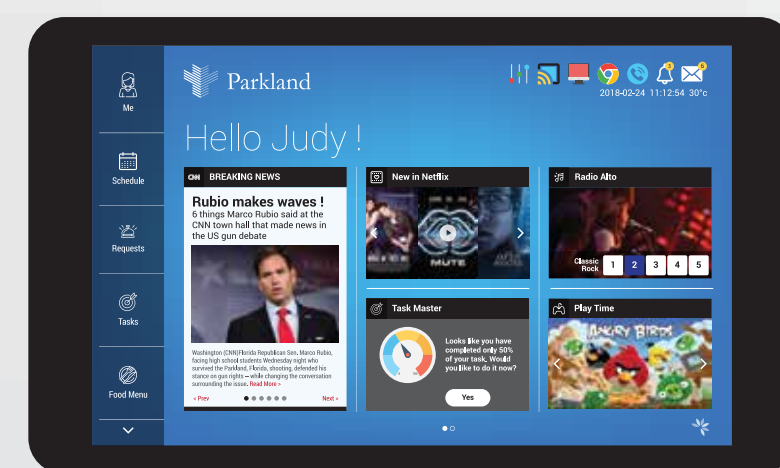 Parkland
3
6
2018-02-24 11:12:54 30°c
Me
Schedule
Requests
Tasks
Food Menu
Hello Judy !
CNN BREAKING NEWS
Rubio makes waves !
6 things Marco Rubio said at the
CNN town hall that made news in
the US gun debate
Washington (CNN)Florida Republican Sen. Marco Rubio,
facing high school students Wednesday night who
survived the Parkland, Florida, shooting, defended his
stance on gun rights -- while changing the conversation
surrounding the issue. Read More >
« Prev
Next »
New in Netflix
MUTE
Radio Alto
Classic
Rock
1 2 3 4 5
Task Master
Looks like you have
completed only 50%
of your task. Would
you like to do it now?
Yes
Play Time
ANGRY BIRDS